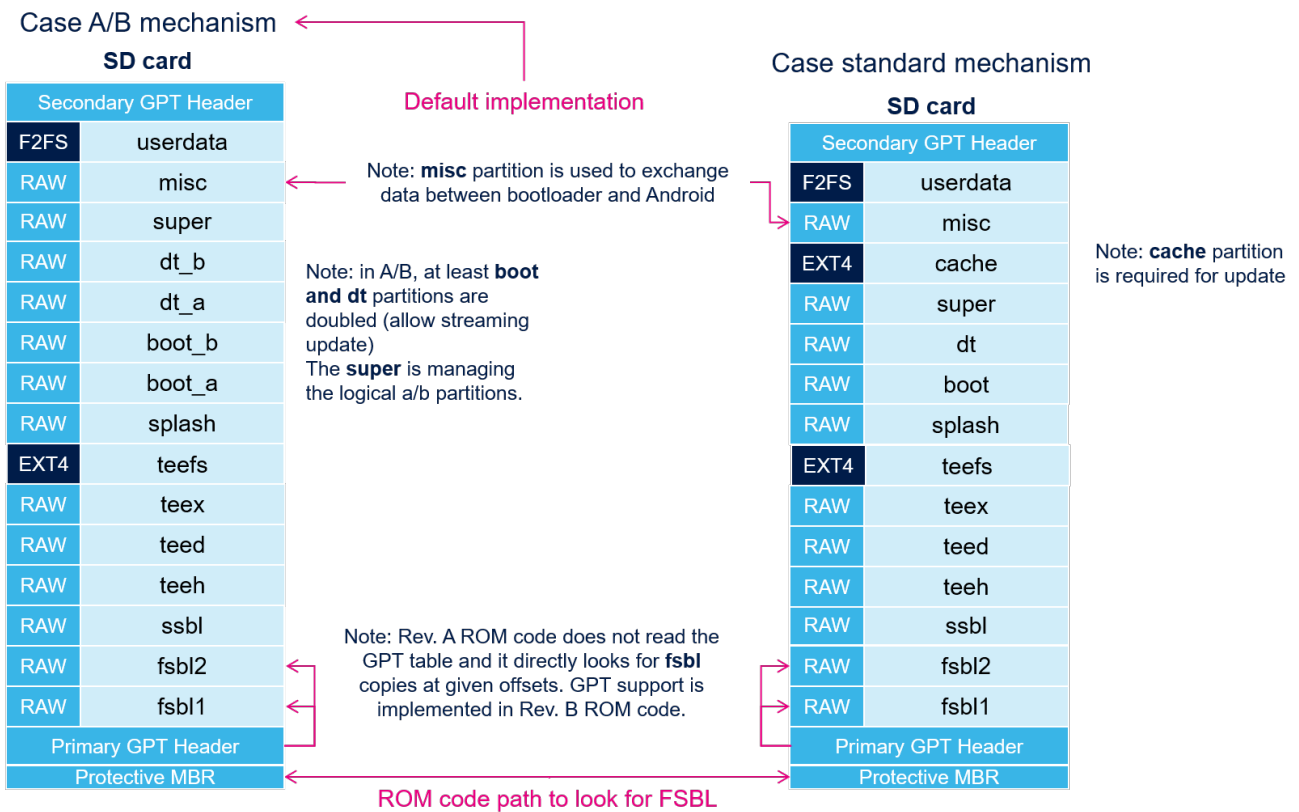 Case A/B mechanism
SD card
Secondary GPT Header
F2FS userdata
RAW misc
RAW super
RAW dt_b
RAW dt_a
RAW boot_b
RAW boot_a
RAW splash
EXT4 teefs
RAW teex
RAW teed
RAW teeh
RAW ssbl
RAW fsbl2
RAW fsbl1
Primary GPT Header
Protective MBR
Default implementation
Note: misc partition is used to exchange
data between bootloader and Android
Note: in A/B, at least boot
and dt partitions are
doubled (allow streaming
update)
The super is managing
the logical a/b partitions.
Note: Rev. A ROM code does not read the
GPT table and it directly looks for fsbl
copies at given offsets. GPT support is
implemented in Rev. B ROM code.
ROM code path to look for FSBL
Case standard mechanism
SD card
Secondary GPT Header
F2FS userdata
RAW misc
EXT4 cache
RAW super
RAW dt
RAW boot
RAW splash
EXT4 teefs
RAW teex
RAW teed
RAW teeh
RAW ssbl
RAW fsbl2
RAW fsbl1
Primary GPT Header
Protective MBR
Note: cache partition
is required for update